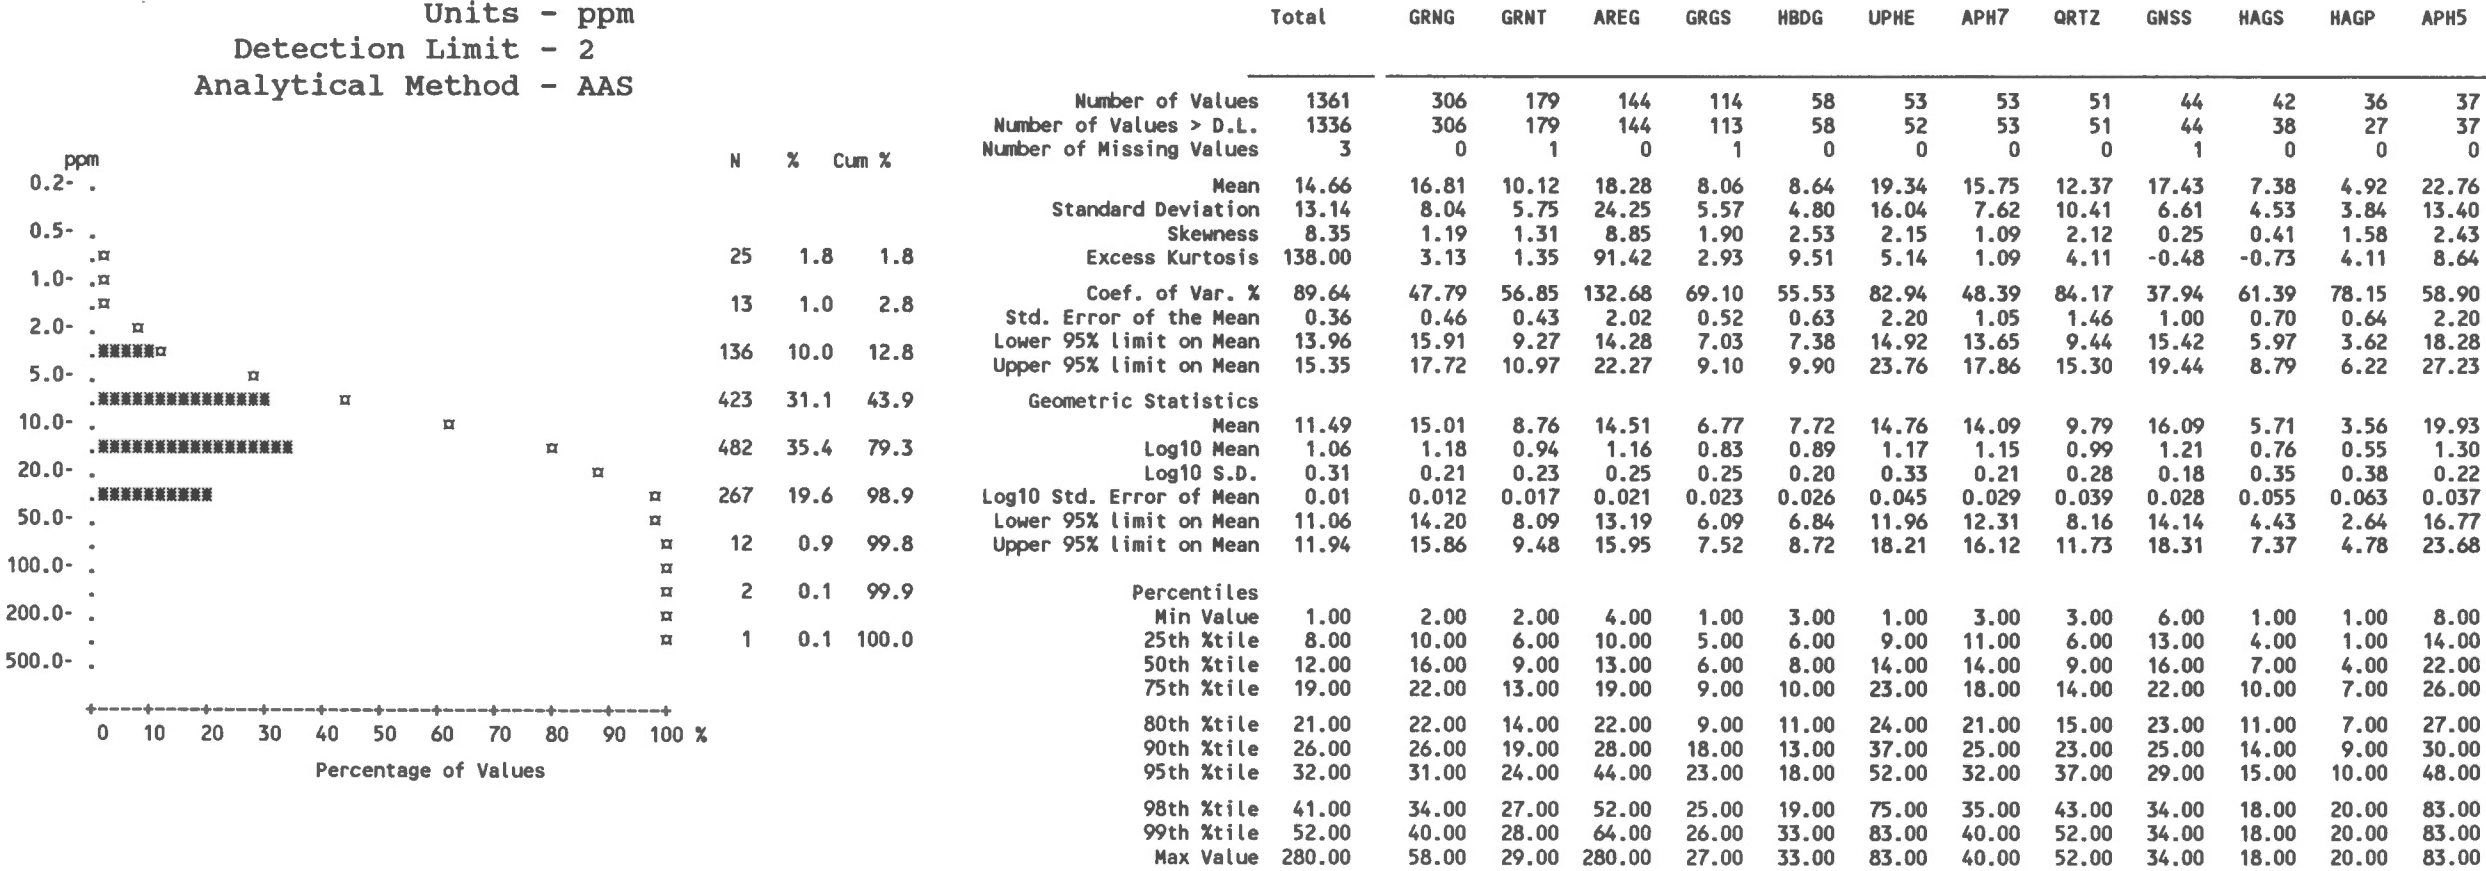 Units - ppm
Detection Limit - 2
Analytical Method - AAS
ppm N % Cum %
0.2-
0.5-
25 1.8 1.8
1.0-
13 1.0 2.8
2.0-
136 10.0 12.8
5.0-
423 31.1 43.9
10.0-
482 35.4 79.3
20.0-
267 19.6 98.9
50.0-
12 0.9 99.8
100.0-
2 0.1 99.9
200.0-
1 0.1 100.0
500.0-
0 10 20 30 40 50 60 70 80 90 100 %
Percentage of Values
Total GRNG GRNT AREG GRGS HBDG UPHE APH7 QRTZ GNSS HAGS HAGP APH5
Number of Values 1361 306 179 144 114 58 53 53 51 44 42 36 37
Number of Values > D.L. 1336 306 179 144 113 58 52 53 51 44 38 27 37
Number of Missing Values 3 0 1 0 1 0 0 0 0 1 0 0 0
Mean 14.66 16.81 10.12 18.28 8.06 8.64 19.34 15.75 12.37 17.43 7.38 4.92 22.76
Standard Deviation 13.14 8.04 5.75 24.25 5.57 4.80 16.04 7.62 10.41 6.61 4.53 3.84 13.40
Skewness 8.35 1.19 1.31 8.85 1.90 2.53 2.15 1.09 2.12 0.25 0.41 1.58 2.43
Excess Kurtosis 138.00 3.13 1.35 91.42 2.93 9.51 5.14 1.09 4.11 -0.48 -0.73 4.11 8.64
Coef. of Var. % 89.64 47.79 56.85 132.68 69.10 55.53 82.94 48.39 84.17 37.94 61.39 78.15 58.90
Std. Error of the Mean 0.36 0.46 0.43 2.02 0.52 0.63 2.20 1.05 1.46 1.00 0.70 0.64 2.20
Lower 95% limit on Mean 13.96 15.91 9.27 14.28 7.03 7.38 14.92 13.65 9.44 15.42 5.97 3.62 18.28
Upper 95% limit on Mean 15.35 17.72 10.97 22.27 9.10 9.90 23.76 17.86 15.30 19.44 8.79 6.22 27.23
Geometric Statistics
Mean 11.49 15.01 8.76 14.51 6.77 7.72 14.76 14.09 9.79 16.09 5.71 3.56 19.93
Log10 Mean 1.06 1.18 0.94 1.16 0.83 0.89 1.17 1.15 0.99 1.21 0.76 0.55 1.30
Log10 S.D. 0.31 0.21 0.23 0.25 0.25 0.20 0.33 0.21 0.28 0.18 0.35 0.38 0.22
Log10 Std. Error of Mean 0.01 0.012 0.017 0.021 0.023 0.026 0.045 0.029 0.039 0.028 0.055 0.063 0.037
Lower 95% limit on Mean 11.06 14.20 8.09 13.19 6.09 6.84 11.96 12.31 8.16 14.14 4.43 2.64 16.77
Upper 95% limit on Mean 11.94 15.86 9.48 15.95 7.52 8.72 18.21 16.12 11.73 18.31 7.37 4.78 23.68
Percentiles
Min Value 1.00 2.00 2.00 4.00 1.00 3.00 1.00 3.00 3.00 6.00 1.00 1.00 8.00
25th %tile 8.00 10.00 6.00 10.00 5.00 6.00 9.00 11.00 6.00 13.00 4.00 1.00 14.00
50th %tile 12.00 16.00 9.00 13.00 6.00 8.00 14.00 14.00 9.00 16.00 7.00 4.00 22.00
75th %tile 19.00 22.00 13.00 19.00 9.00 10.00 23.00 18.00 14.00 22.00 10.00 7.00 26.00
80th %tile 21.00 22.00 14.00 22.00 9.00 11.00 24.00 21.00 15.00 23.00 11.00 7.00 27.00
90th %tile 26.00 26.00 19.00 28.00 18.00 13.00 37.00 25.00 23.00 25.00 14.00 9.00 30.00
95th %tile 32.00 31.00 24.00 44.00 23.00 18.00 52.00 32.00 37.00 29.00 15.00 10.00 48.00
98th %tile 41.00 34.00 27.00 52.00 25.00 19.00 75.00 35.00 43.00 34.00 18.00 20.00 83.00
99th %tile 52.00 40.00 28.00 64.00 26.00 33.00 83.00 40.00 52.00 34.00 18.00 20.00 83.00
Max Value 280.00 58.00 29.00 280.00 27.00 33.00 83.00 40.00 52.00 34.00 18.00 20.00 83.00